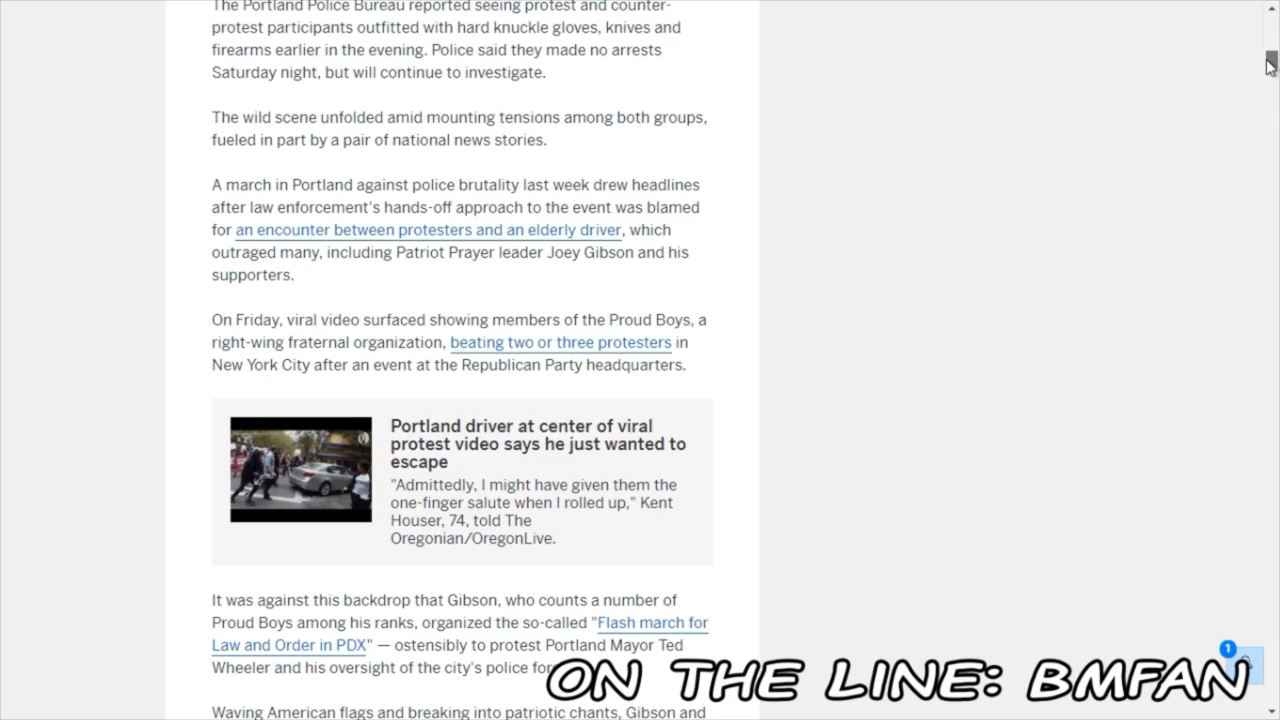 The Portland Police Bureau reported seeing protest and counter-
protest participants outfitted with hard knuckle gloves, knives and
firearms earlier in the evening. Police said they made no arrests
Saturday night, but will continue to investigate.
The wild scene unfolded amid mounting tensions among both groups,
fueled in part by a pair of national news stories.
A march in Portland against police brutality last week drew headlines
after law enforcement's hands-off approach to the event was blamed
for an encounter between protesters and an elderly driver, which
outraged many, including Patriot Prayer leader Joey Gibson and his
supporters.
On Friday, viral video surfaced showing members of the Proud Boys, a
right-wing fraternal organization, beating two or three protesters in
New York City after an event at the Republican Party headquarters.
Portland driver at center of viral
protest video says he just wanted to
escape
"Admittedly, I might have given them the
one-finger salute when I rolled up," Kent
Houser, 74, told The
Oregonian/OregonLive.
It was against this backdrop that Gibson, who counts a number of
Proud Boys among his ranks, organized the so-called "Flash march for
Law and Order in PDX" — ostensibly to protest Portland Mayor Ted
Wheeler and his oversight of the city's police
Waving American flags and breaking into patriotic chants, Gibson and
1
ON THE LINE: BMFAN